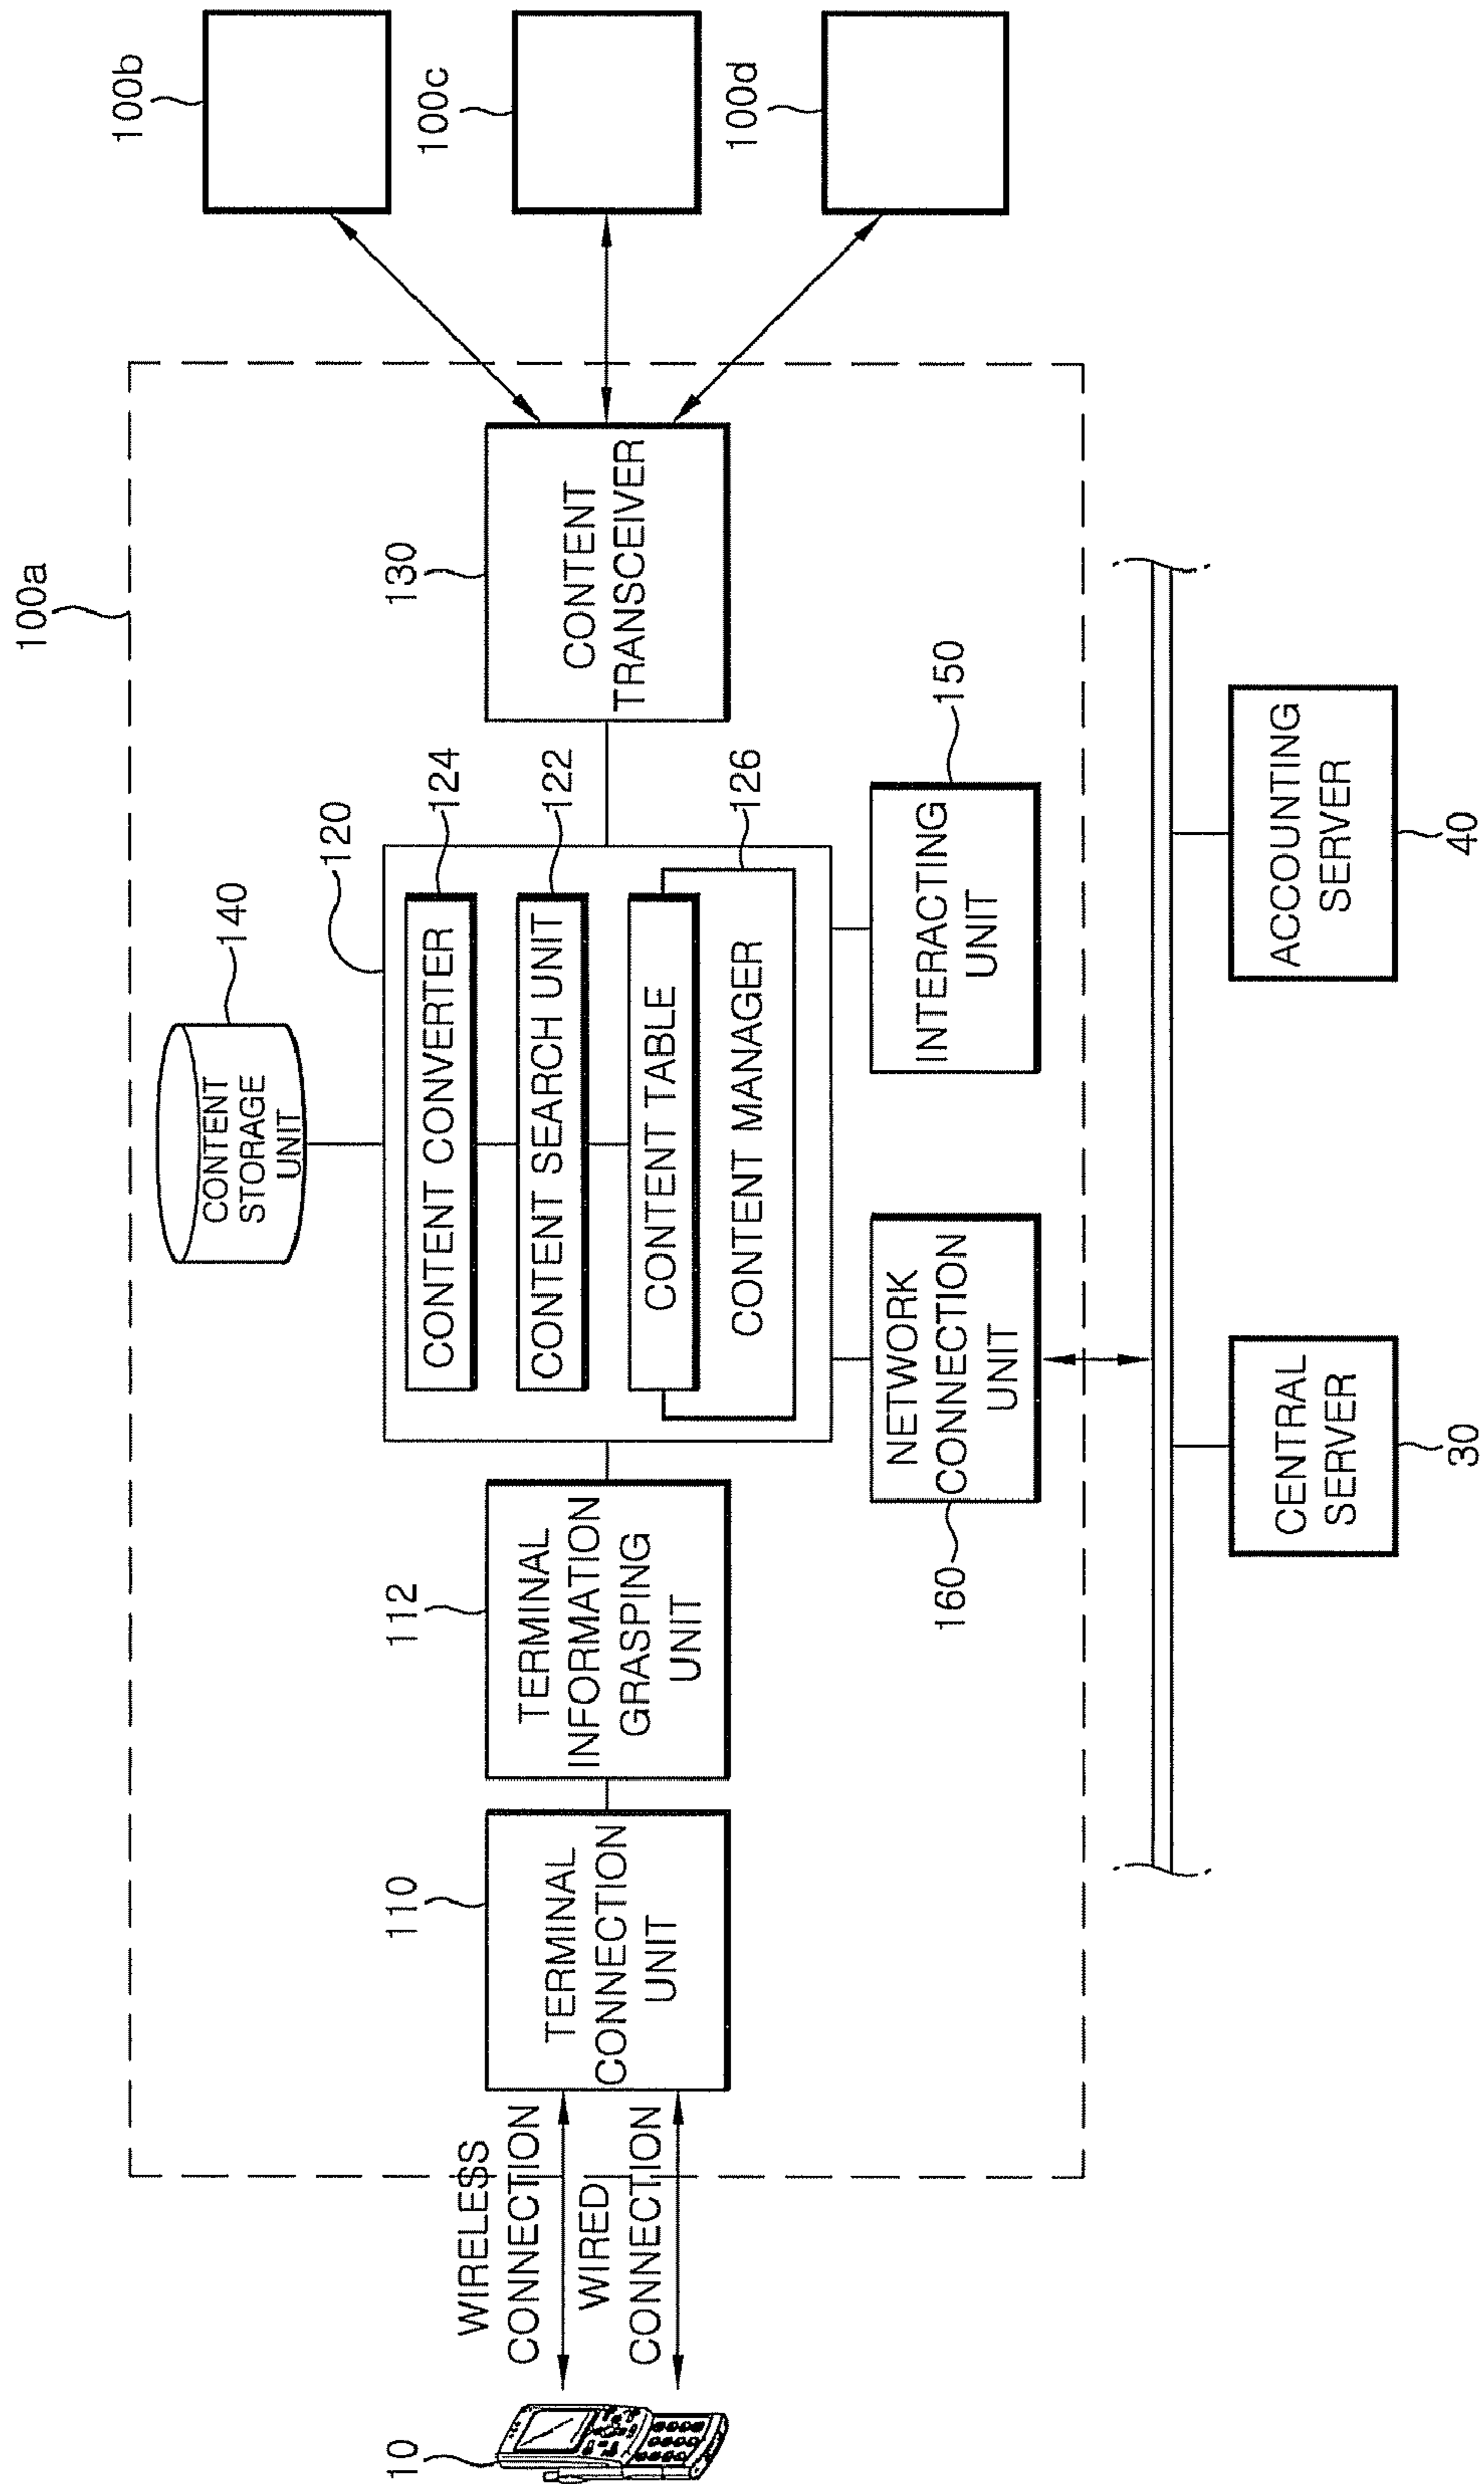 100a
100b
100c
100d
140
CONTENT
STORAGE
UNIT
120
124
122
126
CONTENT CONVERTER
CONTENT SEARCH UNIT
CONTENT TABLE
CONTENT MANAGER
10
WIRELESS
CONNECTION
WIRED
CONNECTION
110
TERMINAL
CONNECTION
UNIT
112
TERMINAL
INFORMATION
GRASPING
UNIT
130
CONTENT
TRANSCEIVER
160
NETWORK
CONNECTION
UNIT
150
INTERACTING
UNIT
CENTRAL
SERVER
30
ACCOUNTING
SERVER
40